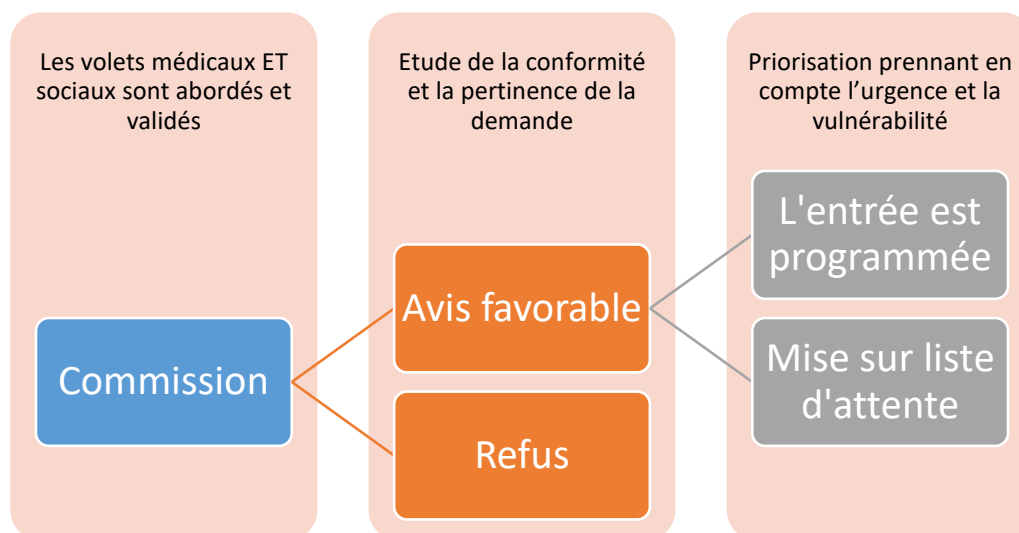 Les volets médicaux ET
sociaux sont abordés et
validés
Commission
Etude de la conformité
et la pertinence de la
demande
Avis favorable
Refus
Priorisation prennant en
compte l’urgence et la
vulnérabilité
L'entrée est
programmée
Mise sur liste
d'attente